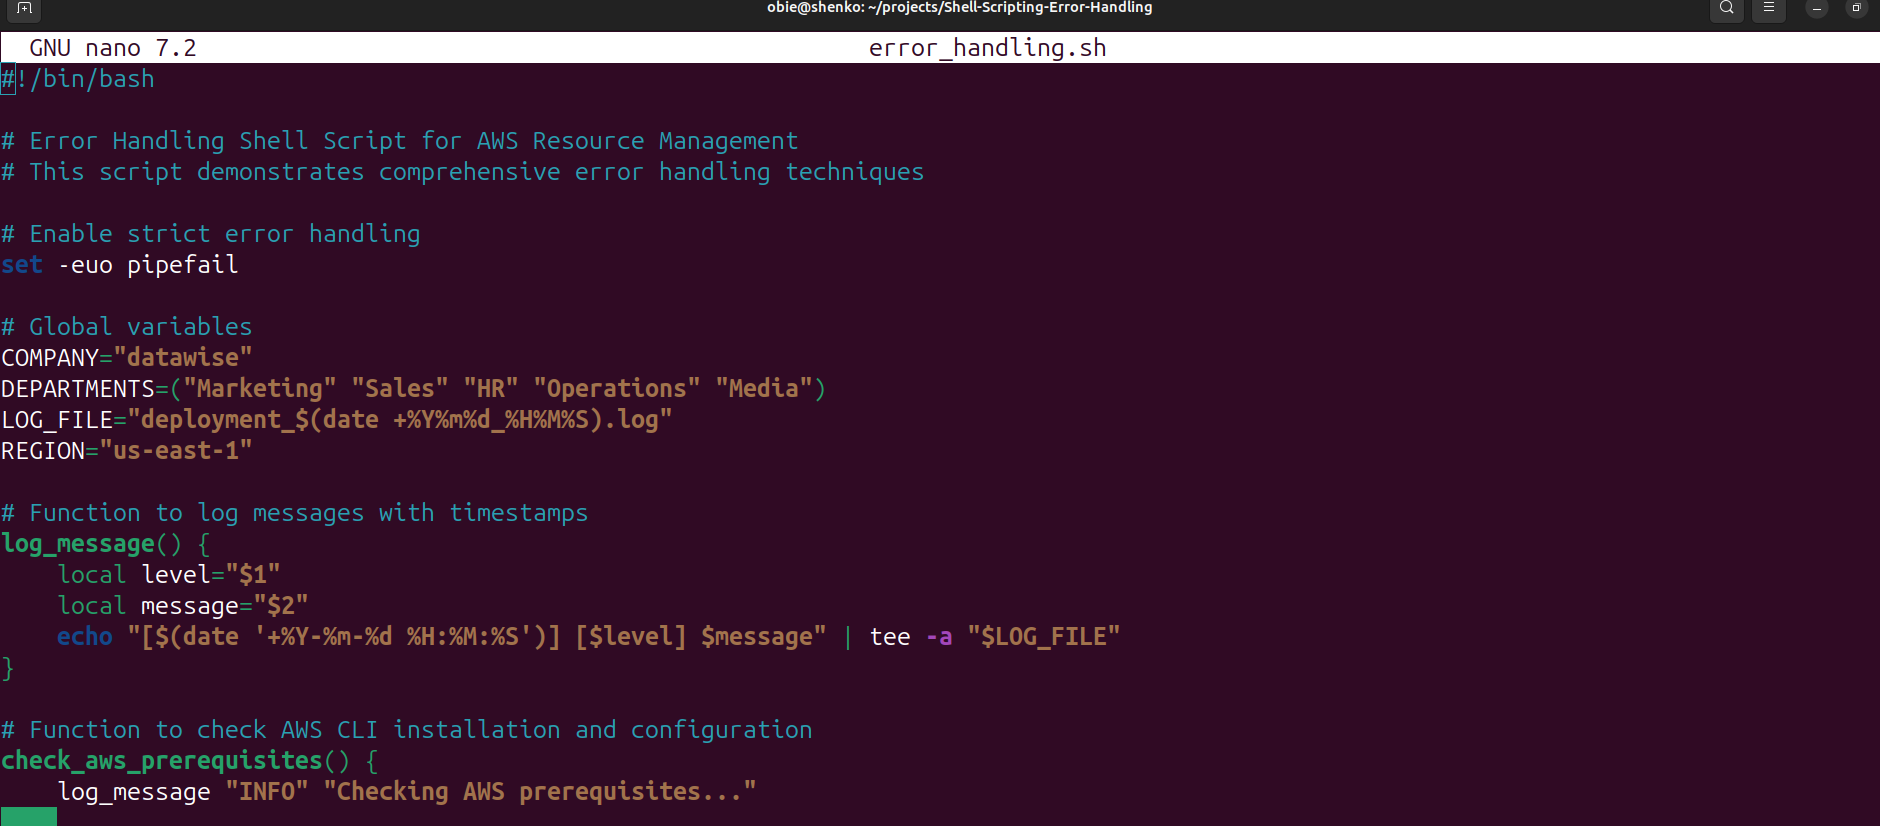 obie@shenko: ~/projects/Shell-Scripting-Error-Handling
GNU nano 7.2 error_handling.sh
#!/bin/bash
# Error Handling Shell Script for AWS Resource Management
# This script demonstrates comprehensive error handling techniques
# Enable strict error handling
set -euo pipefail
# Global variables
COMPANY="datawise"
DEPARTMENTS=("Marketing" "Sales" "HR" "Operations" "Media")
LOG_FILE="deployment_$(date +%Y%m%d_%H%M%S).log"
REGION="us-east-1"
# Function to log messages with timestamps
log_message() {
    local level="$1"
    local message="$2"
    echo "[$(date '+%Y-%m-%d %H:%M:%S')] [$level] $message" | tee -a "$LOG_FILE"
}
# Function to check AWS CLI installation and configuration
check_aws_prerequisites() {
    log_message "INFO" "Checking AWS prerequisites..."